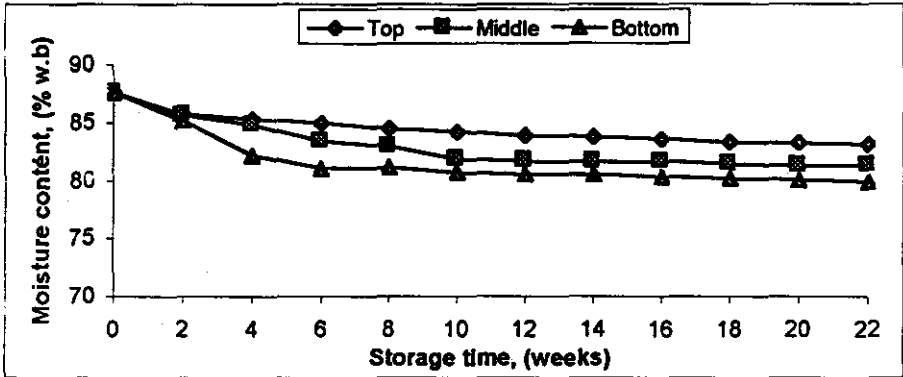 Top Middle Bottom
Moisture contént, (% w.b)
90
85
80
75
70
0 2 4 6 8 10 12 14 16 18 20 22
Storage time, (weeks)